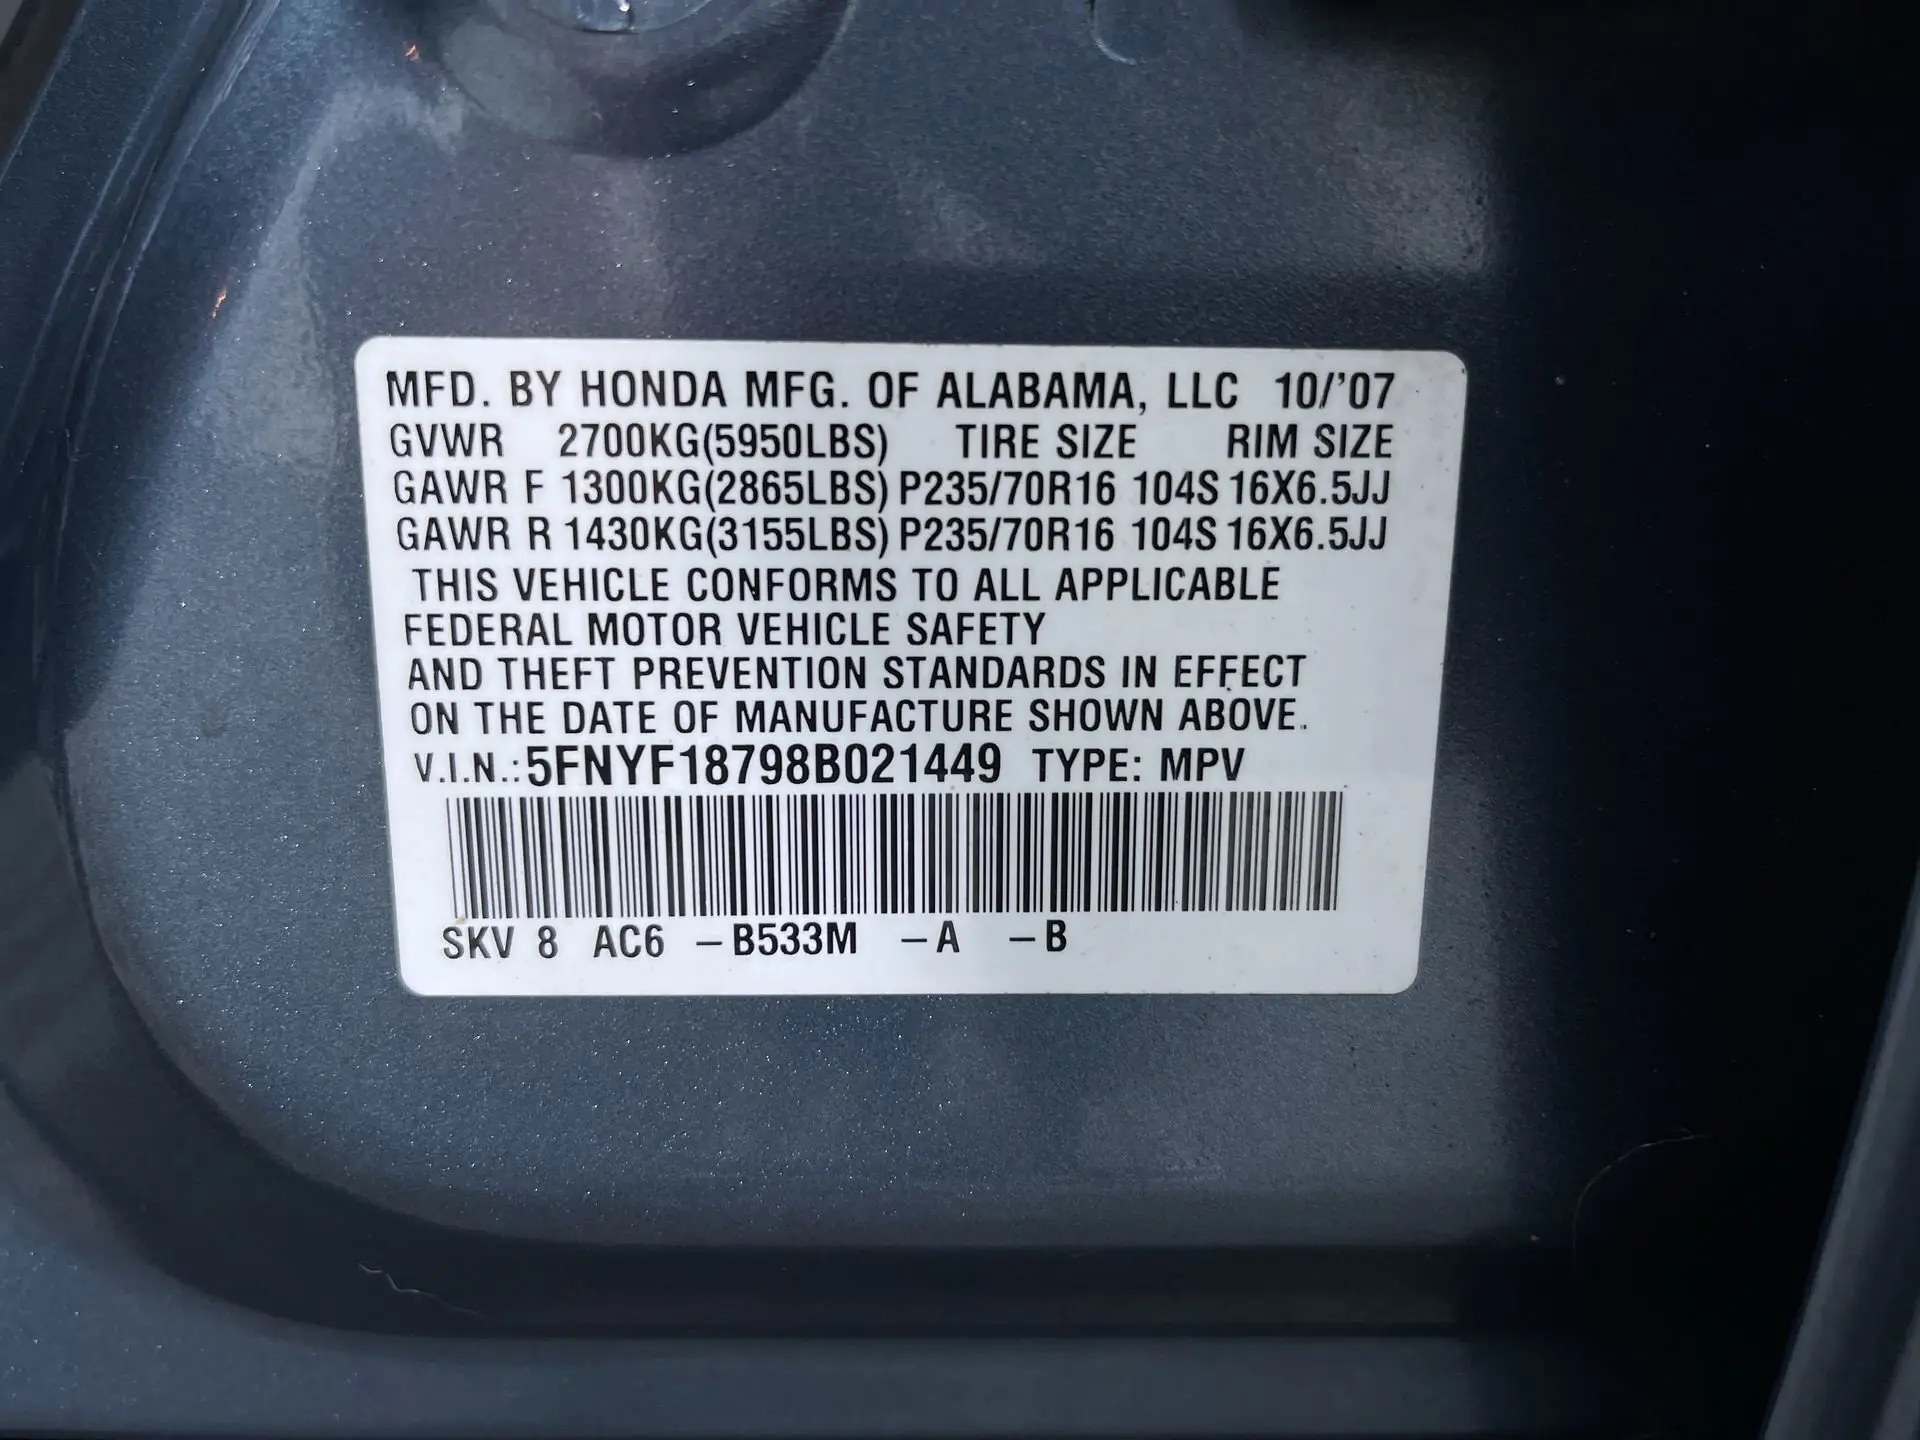 MFD. BY HONDA MFG. OF ALABAMA, LLC 10/'07
GVWR 2700KG(5950LBS) TIRE SIZE RIM SIZE
GAWR F 1300KG(2865LBS) P235/70R16 104S 16X6.5JJ
GAWR R 1430KG(3155LBS) P235/70R16 104S 16X6.5JJ
THIS VEHICLE CONFORMS TO ALL APPLICABLE
FEDERAL MOTOR VEHICLE SAFETY
AND THEFT PREVENTION STANDARDS IN EFFECT
ON THE DATE OF MANUFACTURE SHOWN ABOVE.
V.I.N.: 5FNYF18798B021449 TYPE: MPV
SKV 8 AC6 –B533M –A –B